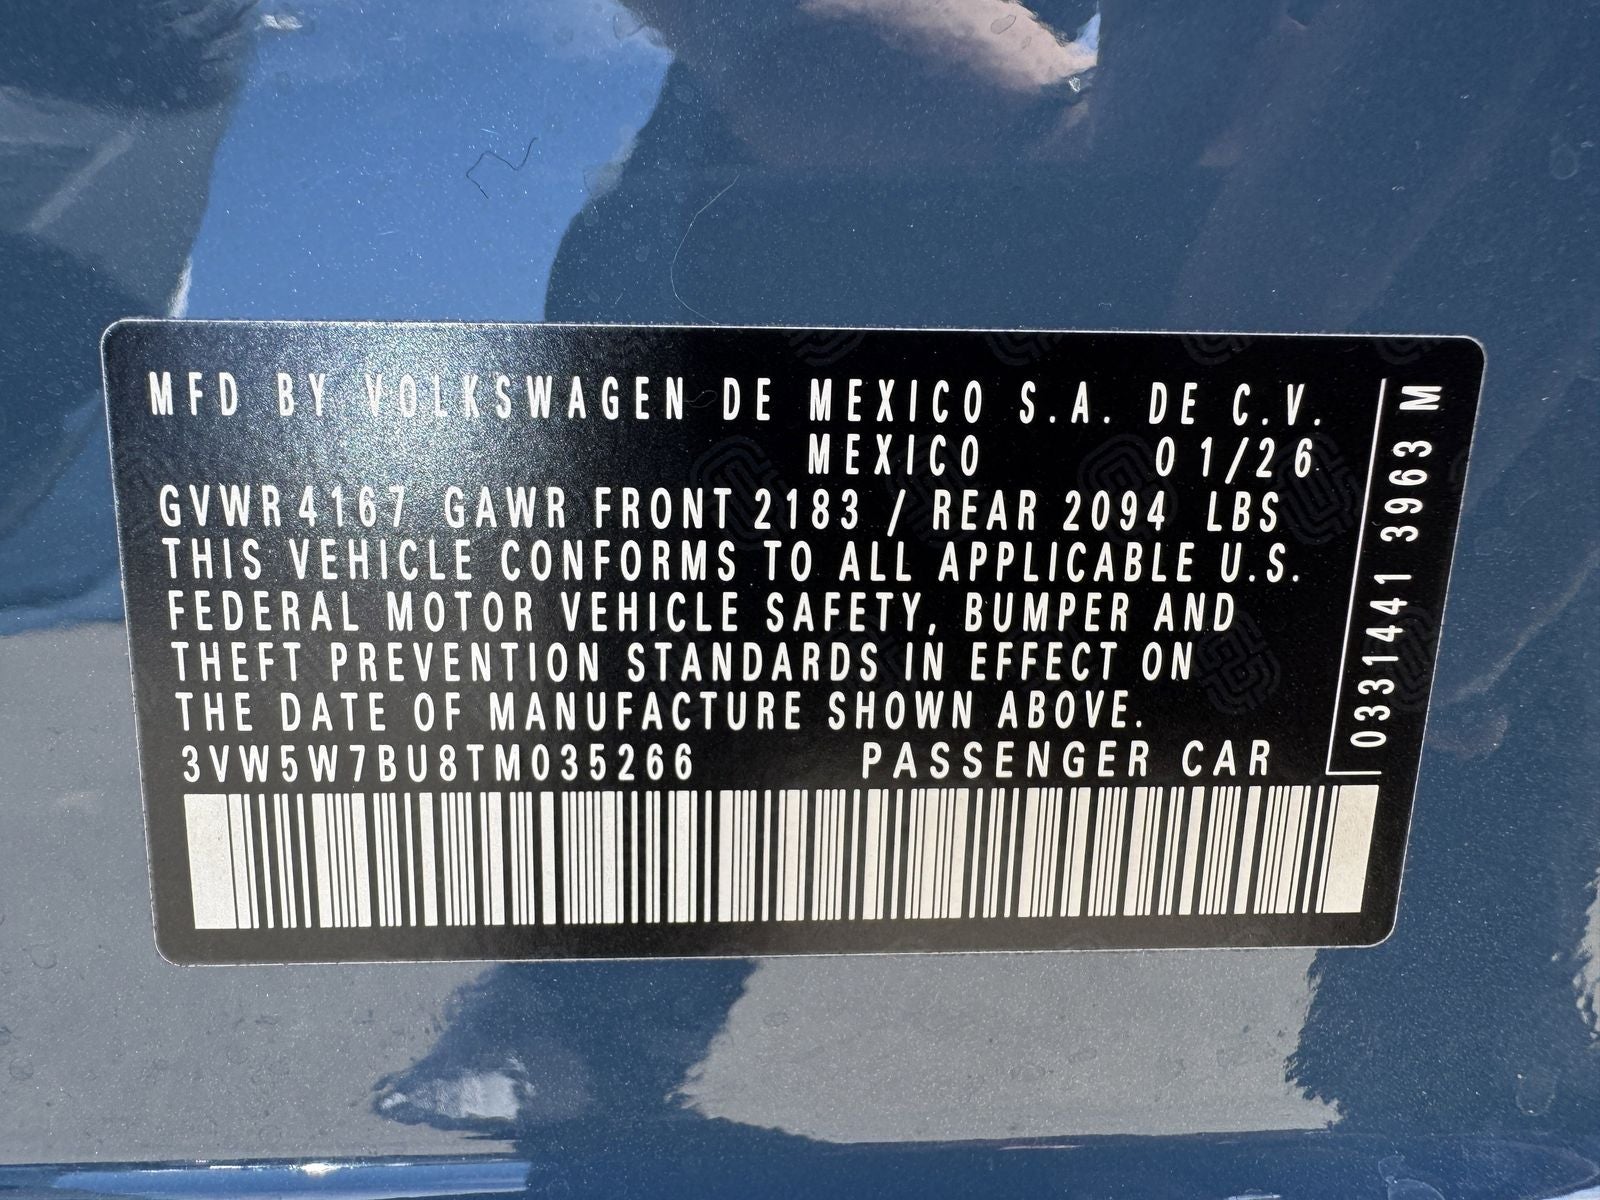 MFD BY VOLKSWAGEN DE MEXICO S.A. DE C.V.
MEXICO 01/26
GVWR 4167 GAWR FRONT 2183 / REAR 2094 LBS
THIS VEHICLE CONFORMS TO ALL APPLICABLE U.S.
FEDERAL MOTOR VEHICLE SAFETY, BUMPER AND
THEFT PREVENTION STANDARDS IN EFFECT ON
THE DATE OF MANUFACTURE SHOWN ABOVE.
3VW5W7BU8TM035266 PASSENGER CAR
0331441 3963 M